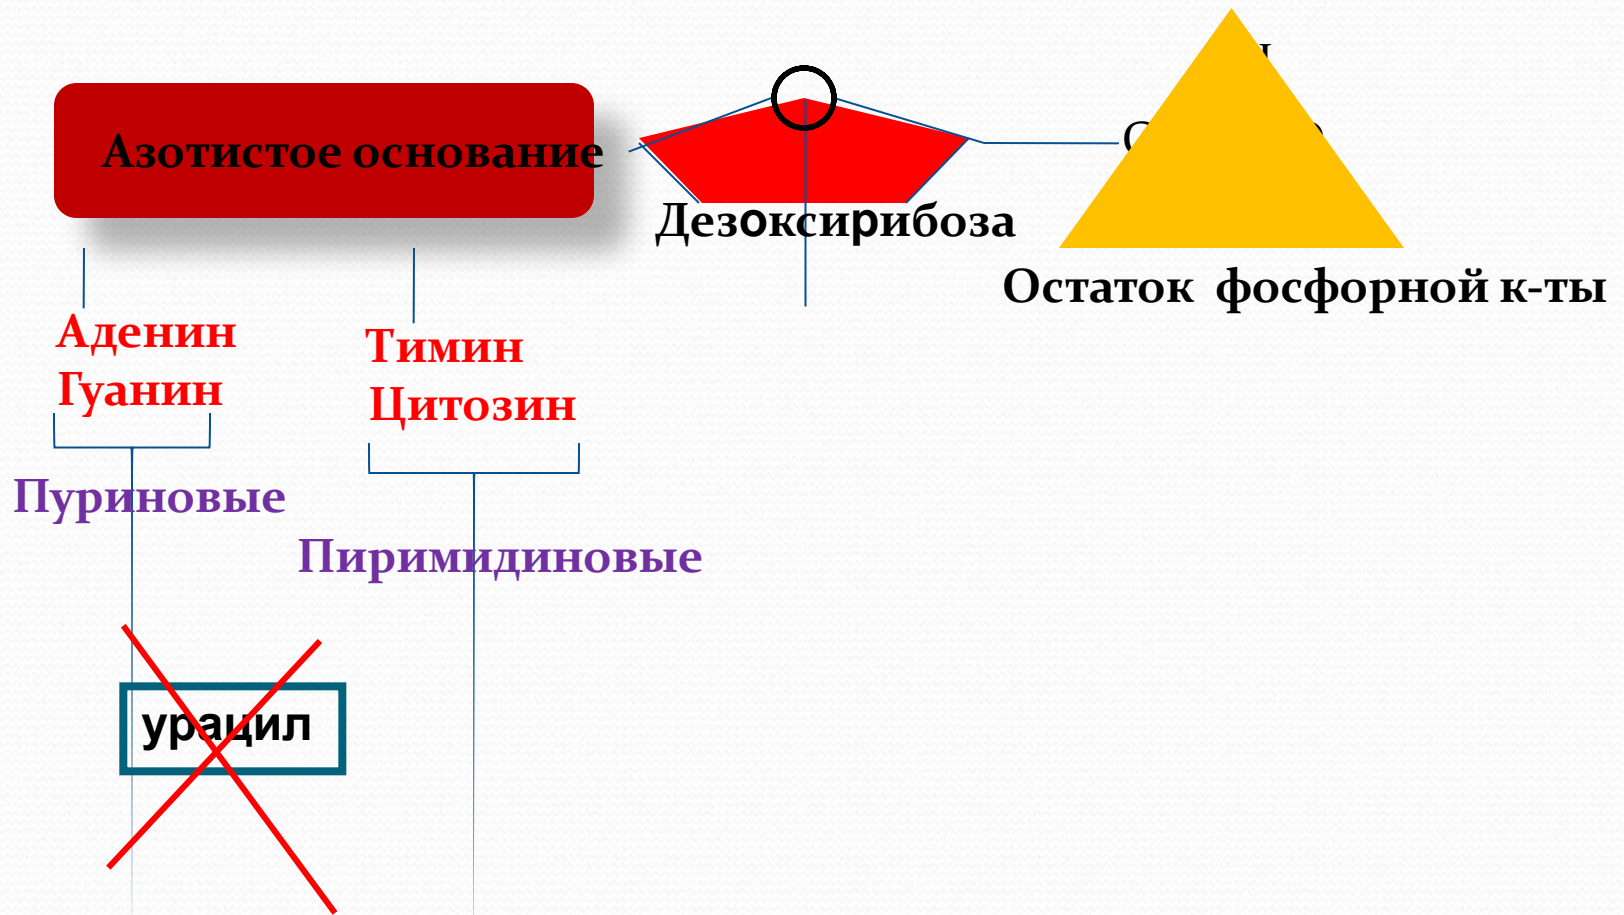 Азотистое основание
Дезоксирибоза
Остаток фосфорной к-ты
Аденин
Гуанин
Тимин
Цитозин
Пуриновые
Пиримидиновые
урацил